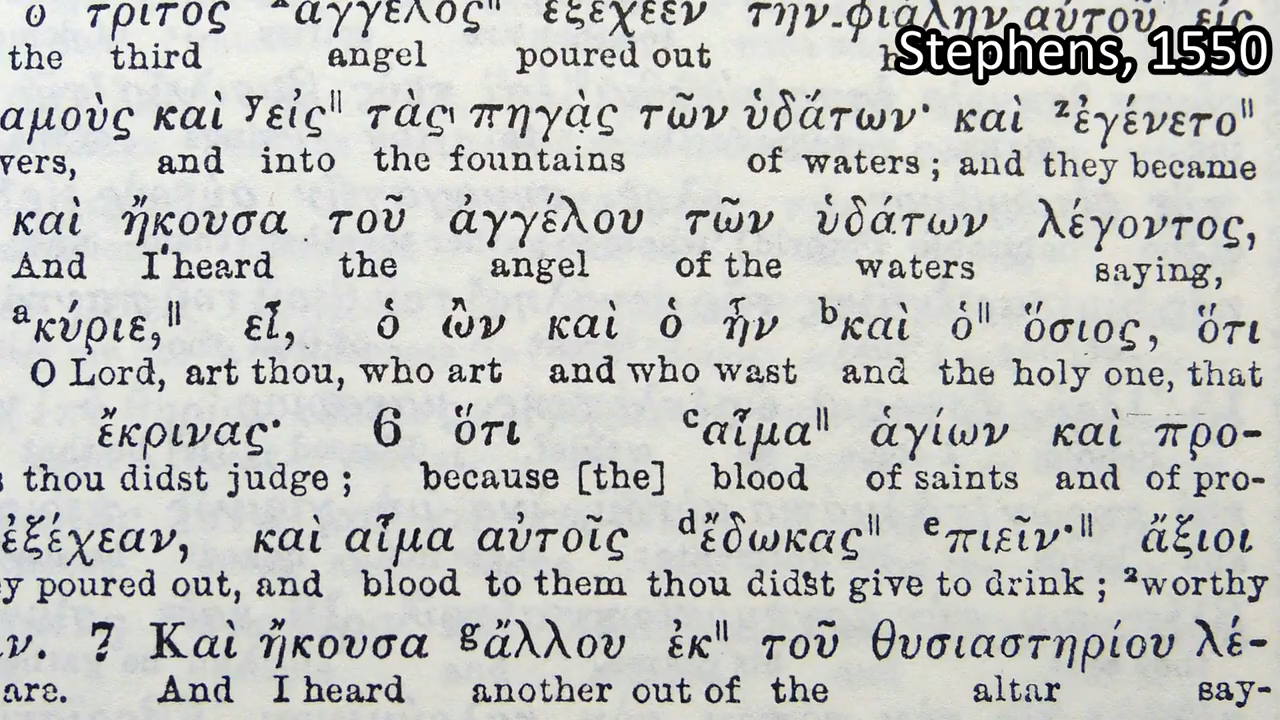 ὁ τρίτος ἄγγελος‖ ἐξέχεεν τὴν.φιάλην αὐτοῦ εἰς
Stephens, 1550
the third angel poured out
αμοὺς καὶ ʸεἰς‖ τὰς πηγὰς τῶν ὑδάτων· καὶ ᶻἐγένετο‖
vers, and into the fountains of waters; and they became
καὶ ἤκουσα τοῦ ἀγγέλου τῶν ὑδάτων λέγοντος,
And I heard the angel of the waters saying,
ᵃκύριε,‖ εἶ, ὁ ὢν καὶ ὁ ἦν ᵇκαὶ ὁ‖ ὅσιος, ὅτι
O Lord, art thou, who art and who wast and the holy one, that
ἔκρινας· 6 ὅτι ᶜαἷμα‖ ἁγίων καὶ προ-
thou didst judge; because [the] blood of saints and of pro-
ἐξέχεαν, καὶ αἷμα αὐτοῖς ᵈἔδωκας‖ ᵉπιεῖν·‖ ἄξιοι
y poured out, and blood to them thou didst give to drink; ²worthy
ν. 7 Καὶ ἤκουσα ᵍἄλλου ἐκ‖ τοῦ θυσιαστηρίου λέ-
are. And I heard another out of the altar say-